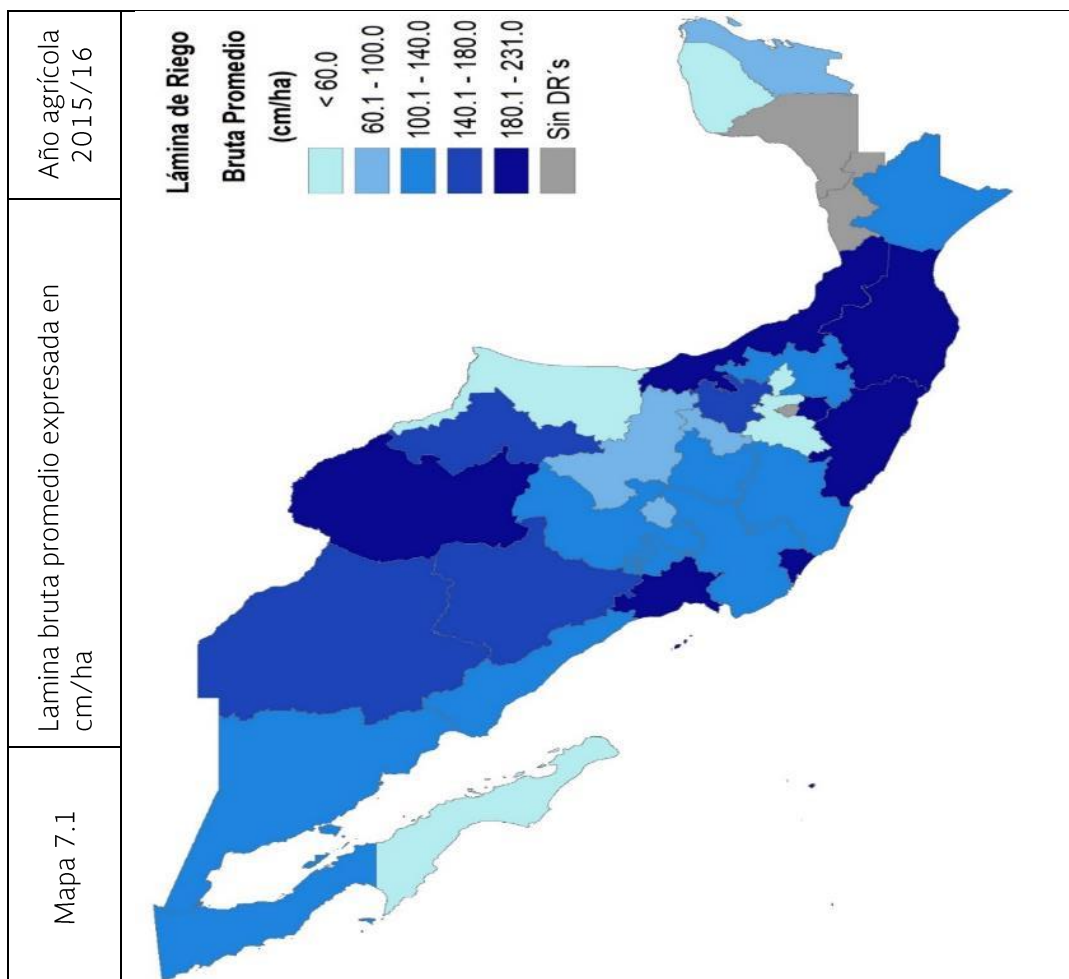 Mapa 7.1
Lamina bruta promedio expresada en
cm/ha
Año agrícola
2015/16
Lámina de Riego
Bruta Promedio
(cm/ha)
< 60.0
60.1 - 100.0
100.1 - 140.0
140.1 - 180.0
180.1 - 231.0
Sin DR´s